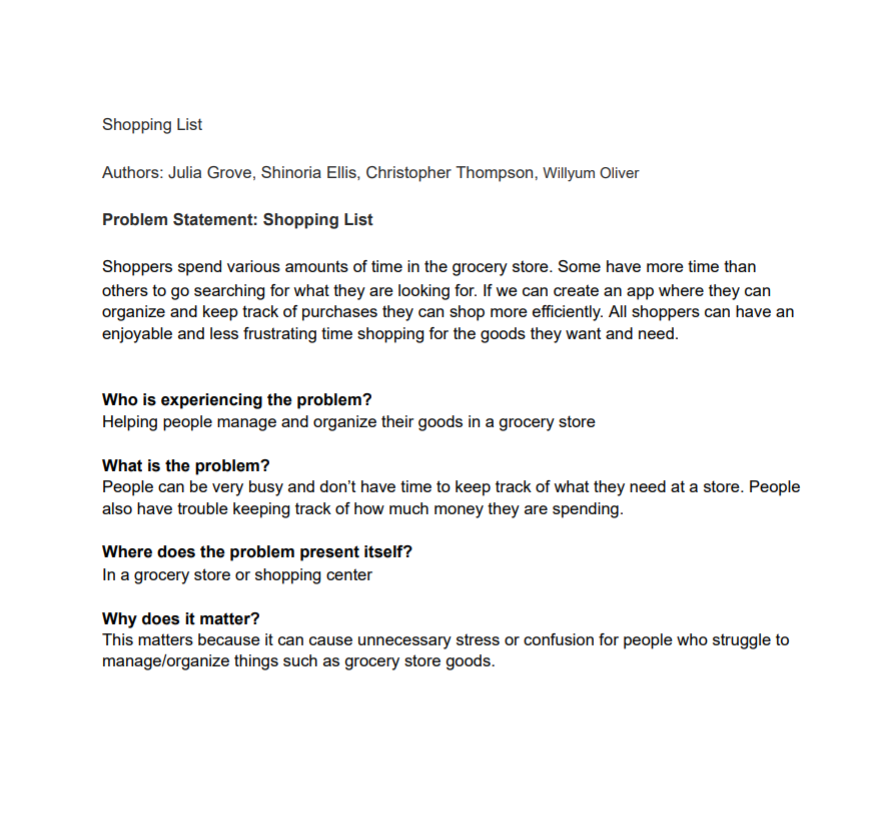 Shopping List
Authors: Julia Grove, Shinoria Ellis, Christopher Thompson, Willyum Oliver
Problem Statement: Shopping List
Shoppers spend various amounts of time in the grocery store. Some have more time than
others to go searching for what they are looking for. If we can create an app where they can
organize and keep track of purchases they can shop more efficiently. All shoppers can have an
enjoyable and less frustrating time shopping for the goods they want and need.
Who is experiencing the problem?
Helping people manage and organize their goods in a grocery store
What is the problem?
People can be very busy and don’t have time to keep track of what they need at a store. People
also have trouble keeping track of how much money they are spending.
Where does the problem present itself?
In a grocery store or shopping center
Why does it matter?
This matters because it can cause unnecessary stress or confusion for people who struggle to
manage/organize things such as grocery store goods.